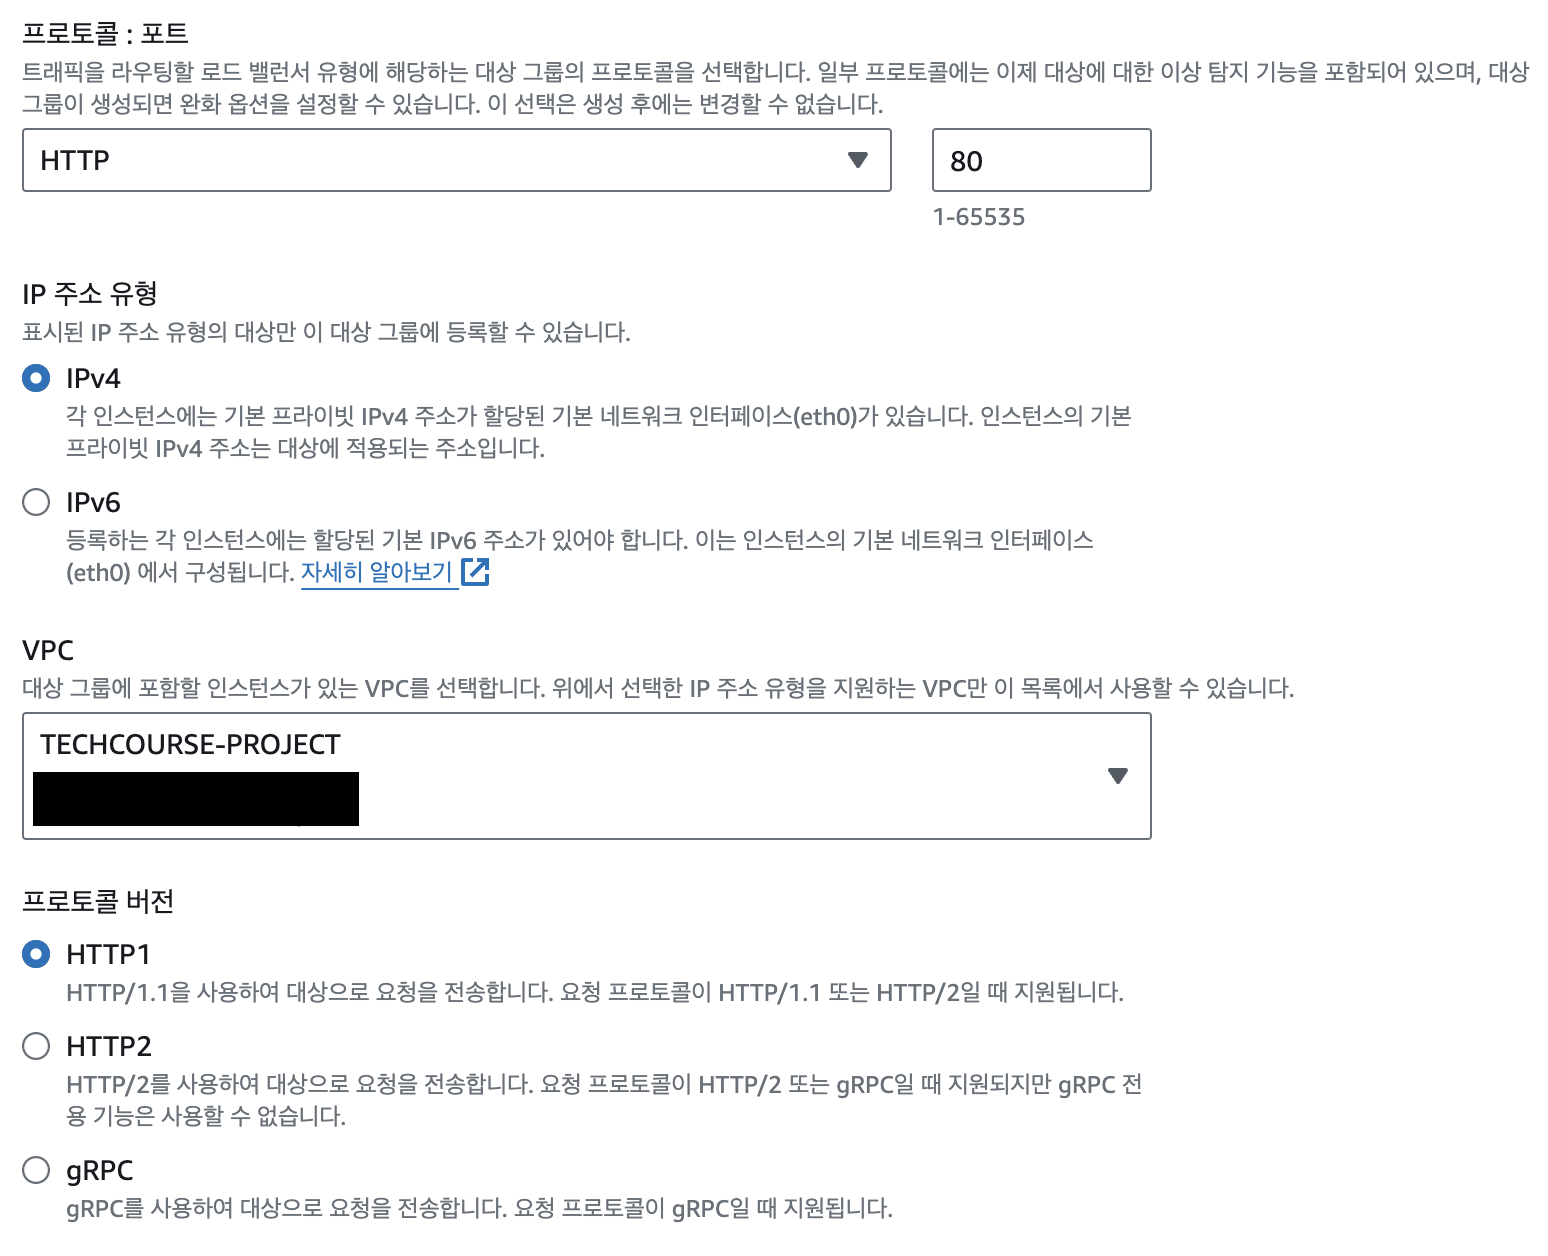 프로토콜 : 포트
트래픽을 라우팅할 로드 밸런서 유형에 해당하는 대상 그룹의 프로토콜을 선택합니다. 일부 프로토콜에는 이제 대상에 대한 이상 탐지 기능을 포함되어 있으며, 대상
그룹이 생성되면 완화 옵션을 설정할 수 있습니다. 이 선택은 생성 후에는 변경할 수 없습니다.
HTTP
80
1-65535
IP 주소 유형
표시된 IP 주소 유형의 대상만 이 대상 그룹에 등록할 수 있습니다.
IPv4
각 인스턴스에는 기본 프라이빗 IPv4 주소가 할당된 기본 네트워크 인터페이스(eth0)가 있습니다. 인스턴스의 기본
프라이빗 IPv4 주소는 대상에 적용되는 주소입니다.
IPv6
등록하는 각 인스턴스에는 할당된 기본 IPv6 주소가 있어야 합니다. 이는 인스턴스의 기본 네트워크 인터페이스
(eth0) 에서 구성됩니다. 자세히 알아보기
VPC
대상 그룹에 포함할 인스턴스가 있는 VPC를 선택합니다. 위에서 선택한 IP 주소 유형을 지원하는 VPC만 이 목록에서 사용할 수 있습니다.
TECHCOURSE-PROJECT
프로토콜 버전
HTTP1
HTTP/1.1을 사용하여 대상으로 요청을 전송합니다. 요청 프로토콜이 HTTP/1.1 또는 HTTP/2일 때 지원됩니다.
HTTP2
HTTP/2를 사용하여 대상으로 요청을 전송합니다. 요청 프로토콜이 HTTP/2 또는 gRPC일 때 지원되지만 gRPC 전
용 기능은 사용할 수 없습니다.
gRPC
gRPC를 사용하여 대상으로 요청을 전송합니다. 요청 프로토콜이 gRPC일 때 지원됩니다.